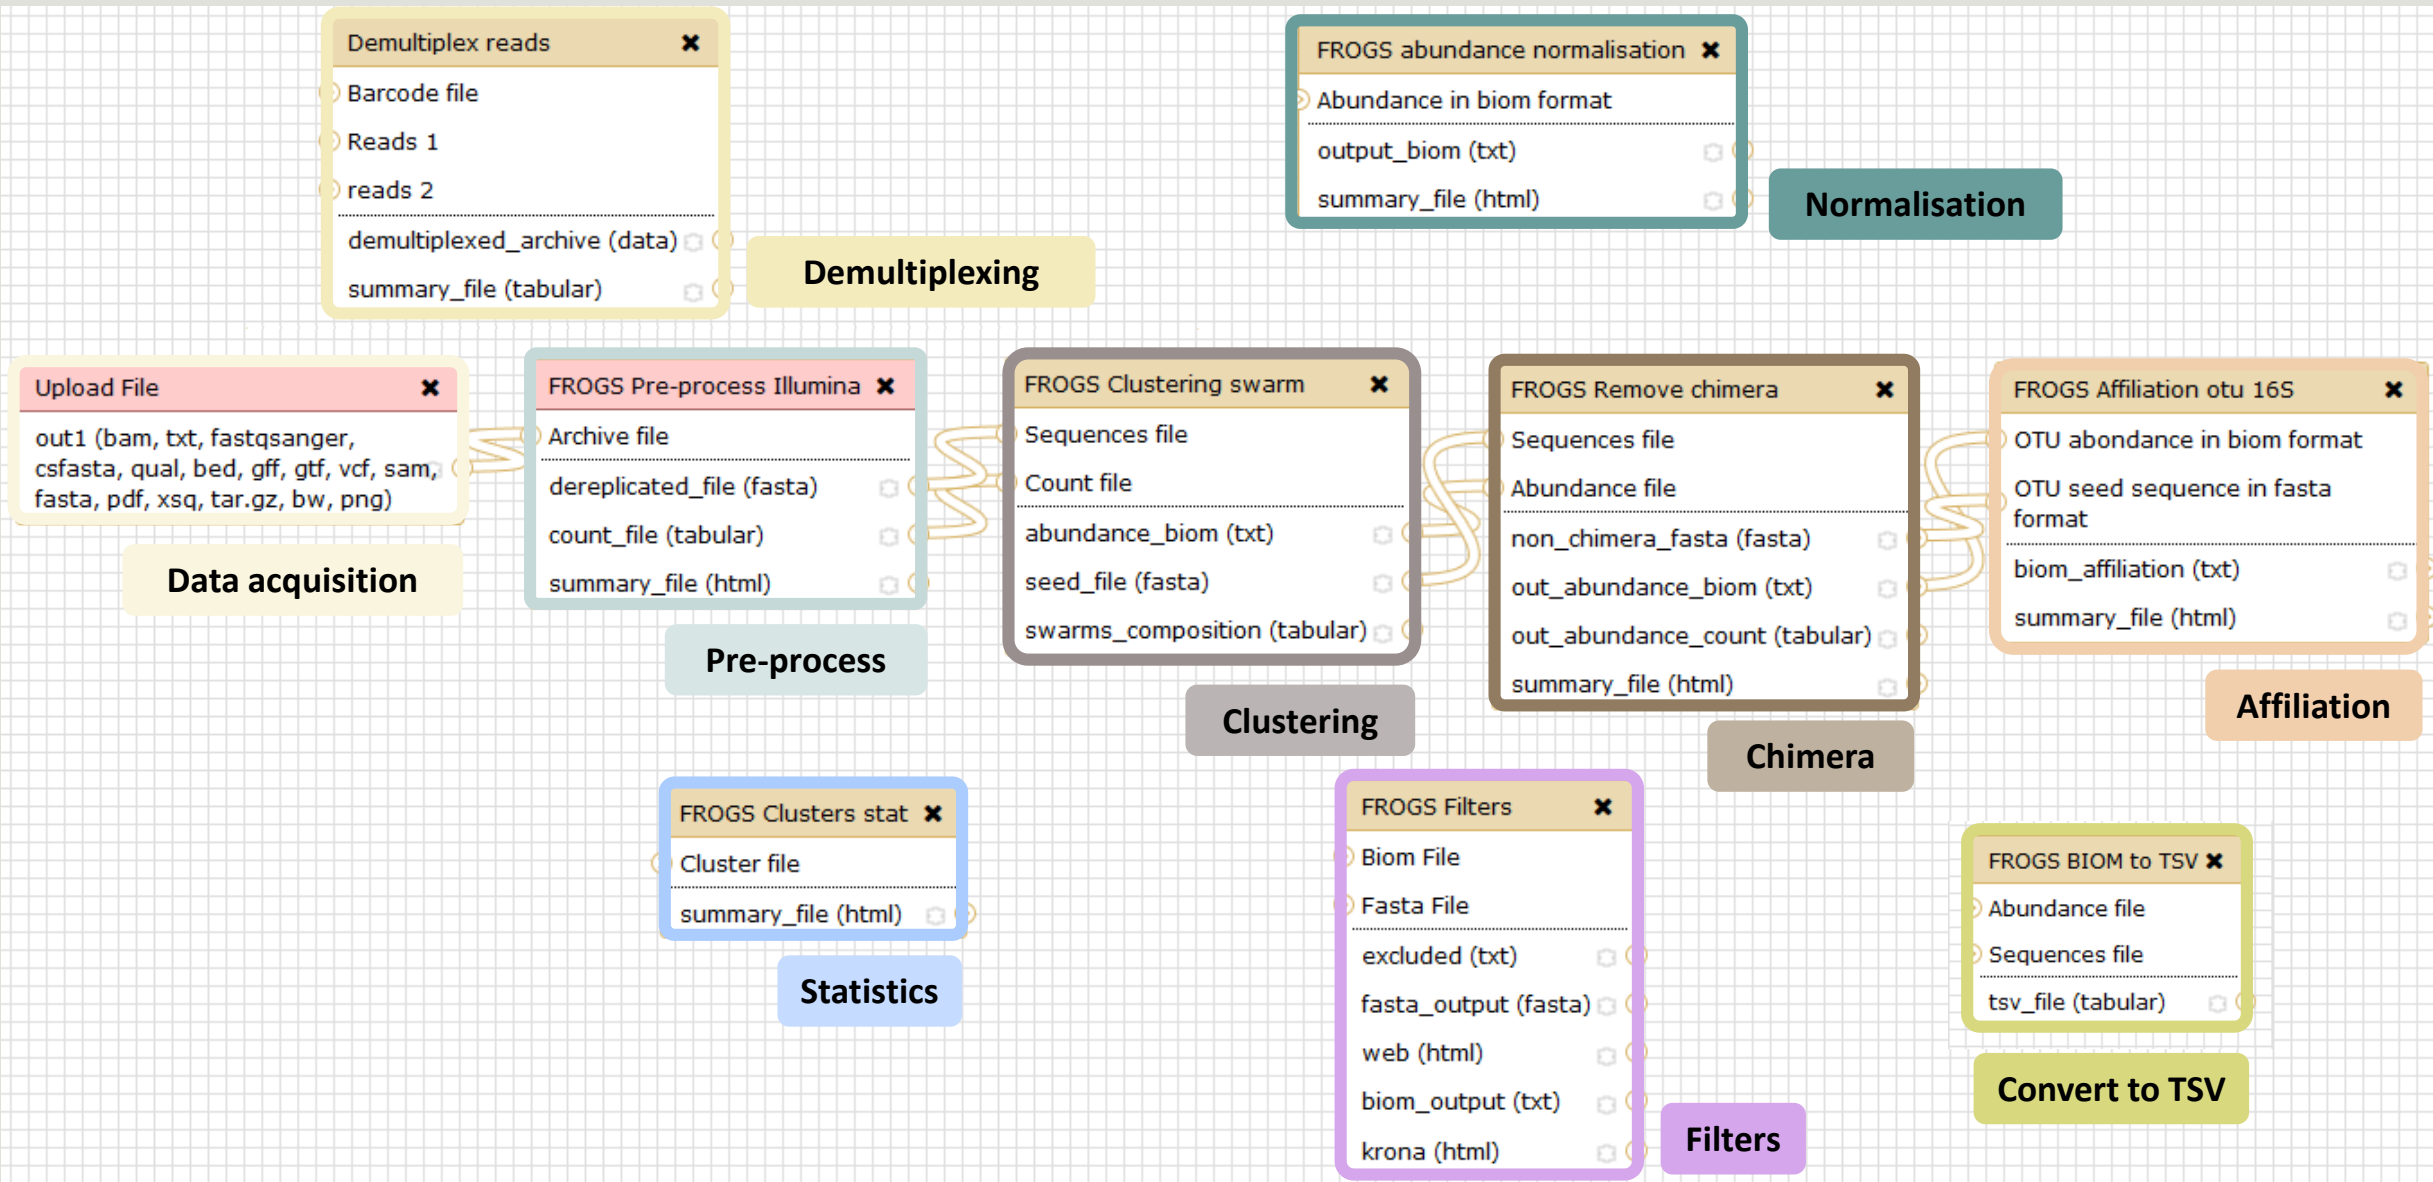 Demultiplex reads
Barcode file
Reads 1
reads 2
demultiplexed_archive (data)
summary_file (tabular)
Demultiplexing
FROGS abundance normalisation
Abundance in biom format
output_biom (txt)
summary_file (html)
Normalisation
Upload File
out1 (bam, txt, fastqsanger,
csfasta, qual, bed, gff, gtf, vcf, sam,
fasta, pdf, xsq, tar.gz, bw, png)
Data acquisition
FROGS Pre-process Illumina
Archive file
dereplicated_file (fasta)
count_file (tabular)
summary_file (html)
Pre-process
FROGS Clustering swarm
Sequences file
Count file
abundance_biom (txt)
seed_file (fasta)
swarms_composition (tabular)
Clustering
FROGS Remove chimera
Sequences file
Abundance file
non_chimera_fasta (fasta)
out_abundance_biom (txt)
out_abundance_count (tabular)
summary_file (html)
Chimera
FROGS Affiliation otu 16S
OTU abondance in biom format
OTU seed sequence in fasta
format
biom_affiliation (txt)
summary_file (html)
Affiliation
FROGS Clusters stat
Cluster file
summary_file (html)
Statistics
FROGS Filters
Biom File
Fasta File
excluded (txt)
fasta_output (fasta)
web (html)
biom_output (txt)
krona (html)
Filters
FROGS BIOM to TSV
Abundance file
Sequences file
tsv_file (tabular)
Convert to TSV